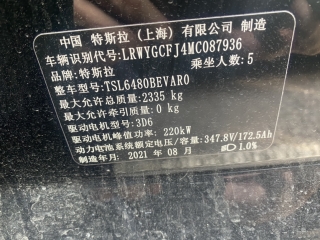 中国 特斯拉（上海）有限公司 制造
车辆识别代号:LRWYGCFJ4MC087936
品牌:特斯拉 乘坐人数:5
整车型号:TSL6480BEVAR0
最大允许总质量:2335 kg
最大允许牵引质量:0 kg
驱动电机型号:3D6
驱动电机峰值功率:220kW
动力电池系统额定电压/容量:347.8V/172.5Ah
制造年月:2021 年 08 月 1.0%